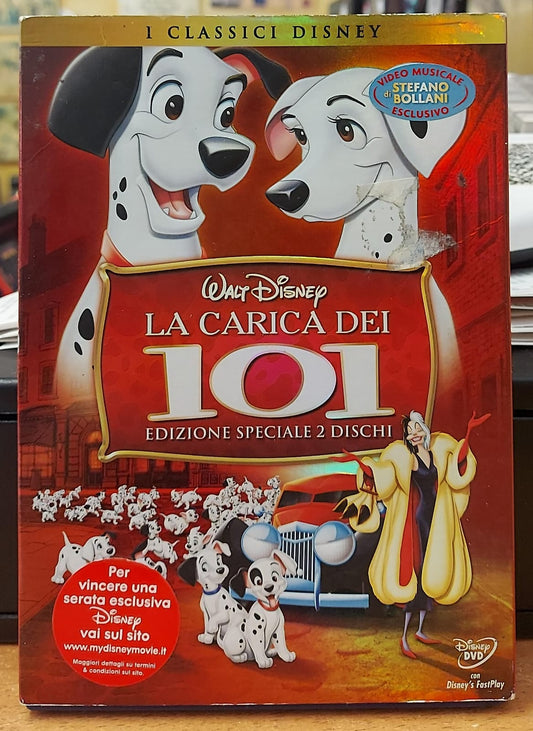 I CLASSICI DISNEY
VIDEO MUSICALE
di STEFANO
BOLLANI
ESCLUSIVO
WALT DISNEY
LA CARICA DEI
101
EDIZIONE SPECIALE 2 DISCHI
Per
vincere una
serata esclusiva
Disney
vai sul sito
www.mydisneymovie.it
Maggiori dettagli su termini
& condizioni sul sito.
Disney
DVD
con
Disney's FastPlay